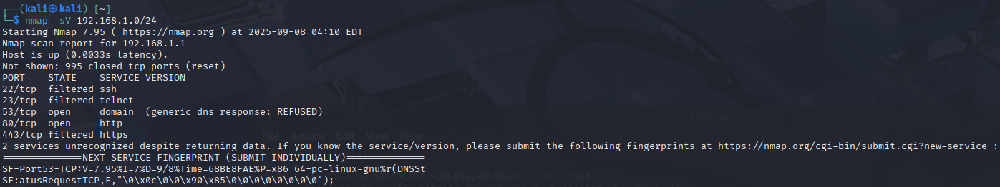 ┌──(kali㉿kali)-[~]
└─$ nmap -sV 192.168.1.0/24
Starting Nmap 7.95 ( https://nmap.org ) at 2025-09-08 04:10 EDT
Nmap scan report for 192.168.1.1
Host is up (0.0033s latency).
Not shown: 995 closed tcp ports (reset)
PORT    STATE    SERVICE VERSION
22/tcp  filtered ssh
23/tcp  filtered telnet
53/tcp  open     domain  (generic dns response: REFUSED)
80/tcp  open     http
File Actions Edit View Help
443/tcp filtered https
2 services unrecognized despite returning data. If you know the service/version, please submit the following fingerprints at https://nmap.org/cgi-bin/submit.cgi?new-service :
==============NEXT SERVICE FINGERPRINT (SUBMIT INDIVIDUALLY)==============
SF-Port53-TCP:V=7.95%I=7%D=9/8%Time=68BE8FAE%P=x86_64-pc-linux-gnu%r(DNSSt
RUNNING,MULTICAST> mtu 1500
SF:atusRequestTCP,E,"\0\x0c\0\0\x90\x85\0\0\0\0\0\0\0\0");